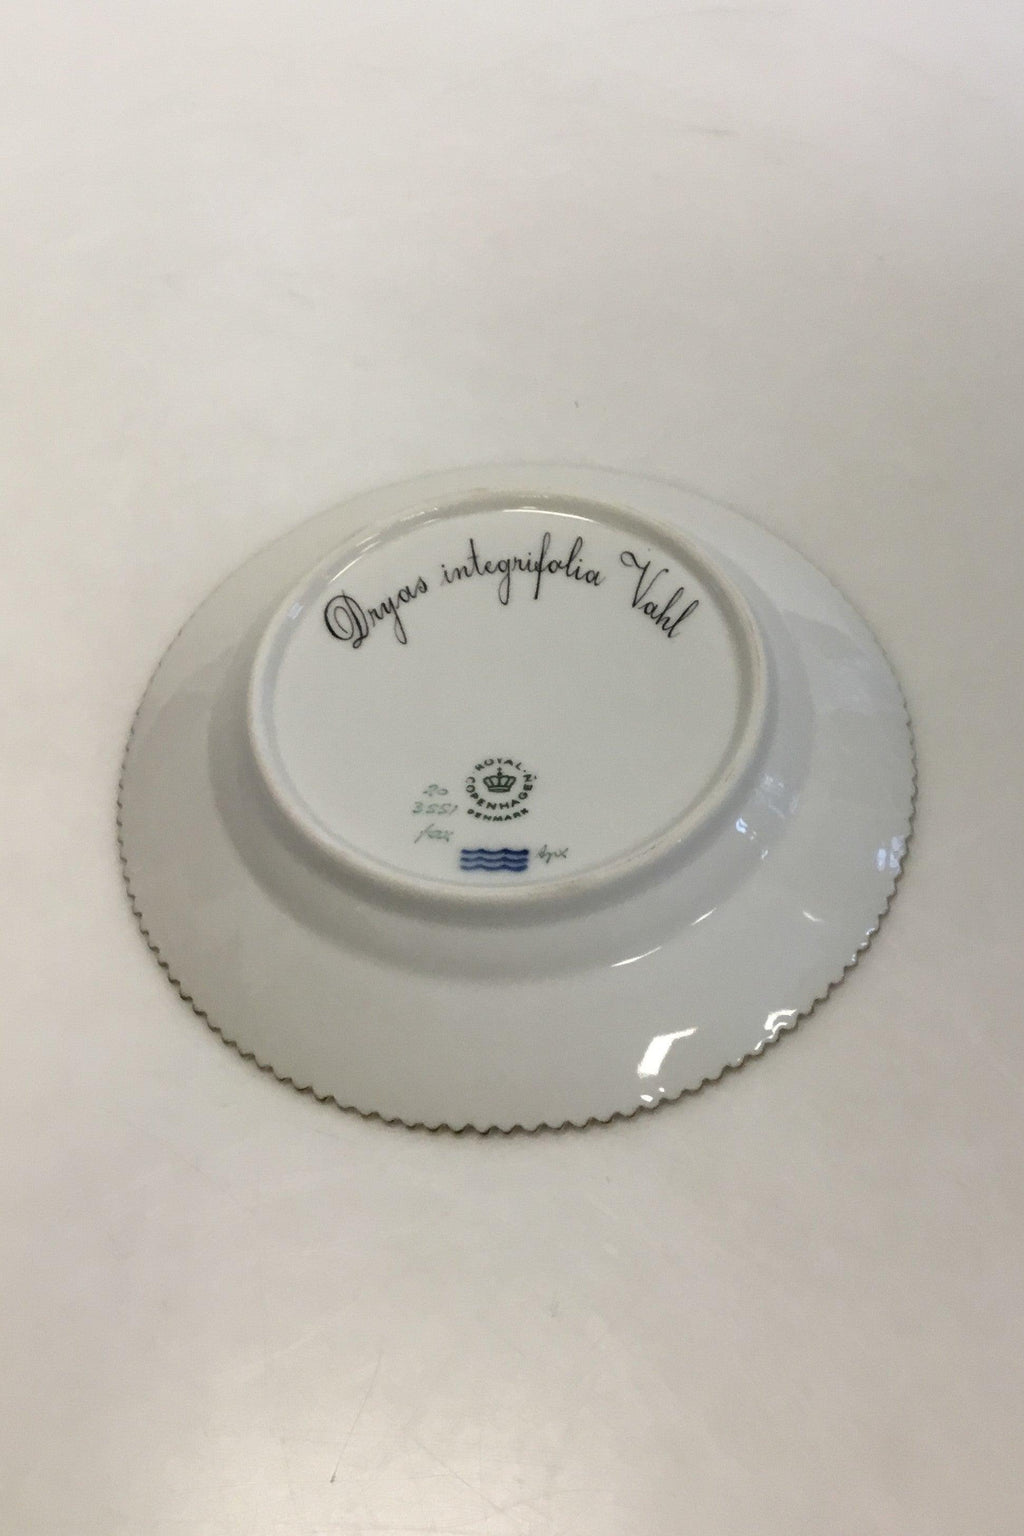 Dryas integrifolia Vahl
ROYAL
COPENHAGEN
DENMARK
20
3551